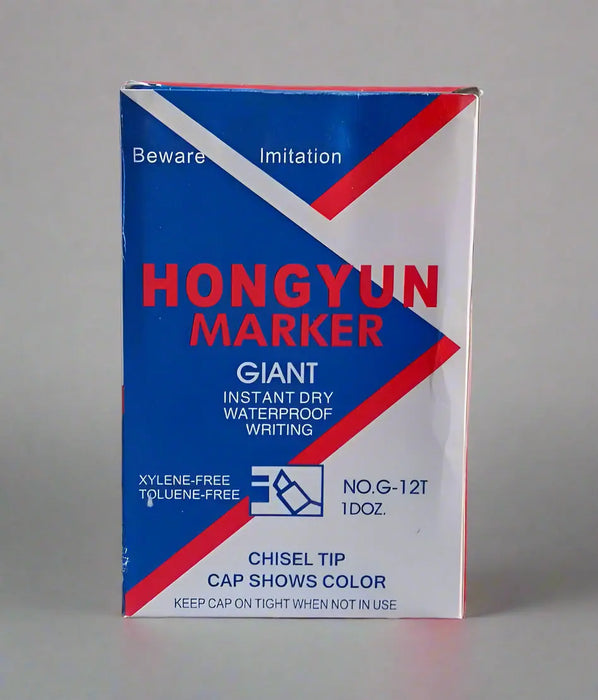 Beware Imitation
HONGYUN
MARKER
GIANT
INSTANT DRY
WATERPROOF
WRITING
XYLENE-FREE
TOLUENE-FREE
NO.G-12T
1DOZ.
CHISEL TIP
CAP SHOWS COLOR
KEEP CAP ON TIGHT WHEN NOT IN USE